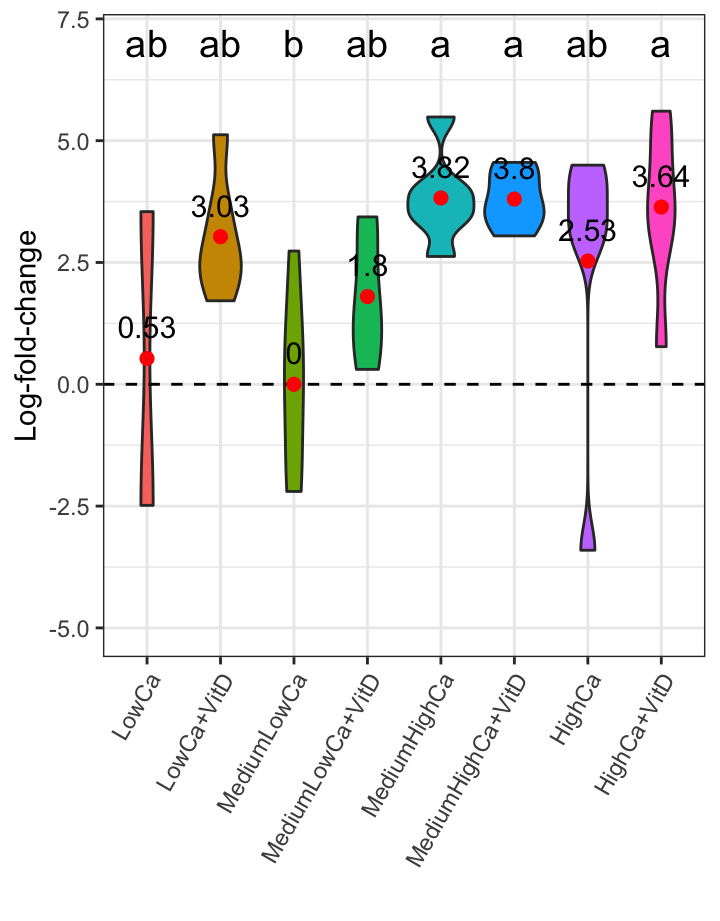 7.5
ab ab b ab a a ab a
5.0
3.82 3.8
3.64
3.03
2.53
2.5
1.8
0.53
0
0.0
-2.5
-5.0
Log-fold-change
LowCa
LowCa+VitD
MediumLowCa
MediumLowCa+VitD
MediumHighCa
MediumHighCa+VitD
HighCa
HighCa+VitD